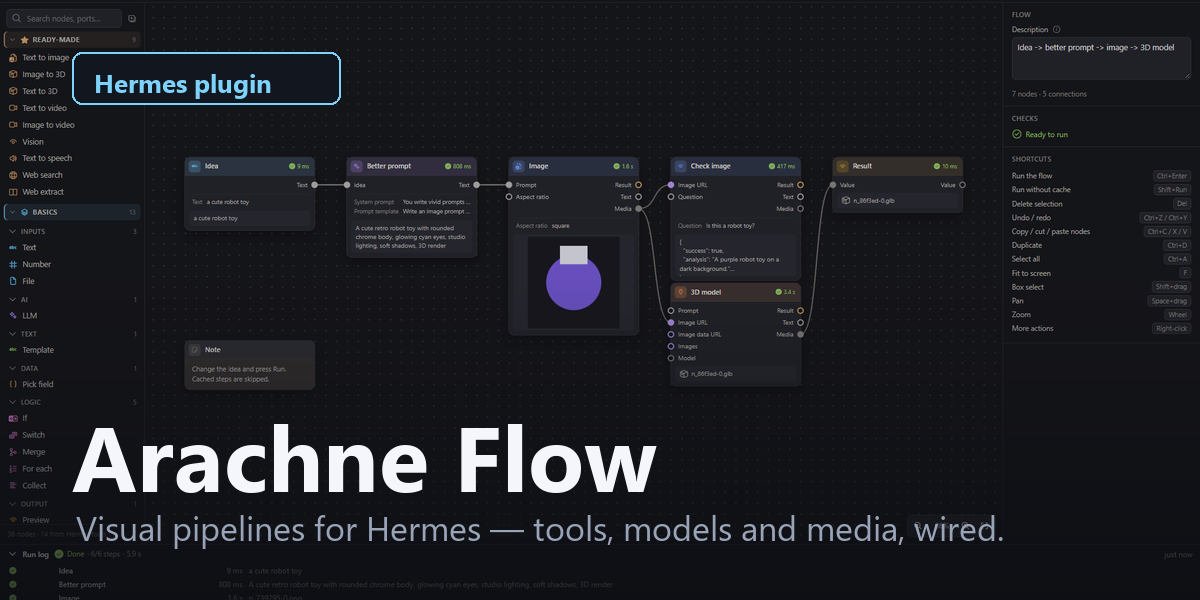 Search nodes, ports...
READY-MADE 9
Text to image
Image to 3D
Text to 3D
Text to video
Image to video
Vision
Text to speech
Web search
Web extract
BASICS 13
INPUTS 3
Text
Number
File
AI 1
LLM
TEXT 1
Template
DATA 1
Pick field
LOGIC 5
If
Switch
Merge
For each
Collect
OUTPUT
Preview
Hermes plugin
Idea 9 ms
Text
Text a cute robot toy
a cute robot toy
Better prompt 808 ms
Idea Text
System prompt You write vivid prompts ...
Prompt template Write an image prompt ...
A cute retro robot toy with rounded
chrome body, glowing cyan eyes, studio
lighting, soft shadows, 3D render
Image 1.6 s
Prompt Result
Aspect ratio Text
Media
Aspect ratio square
Check image 417 ms
Image URL Result
Question Text
Media
Question Is this a robot toy?
{
"success": true,
"analysis": "A purple robot toy on a
dark background."...
3D model 3.4 s
Prompt Result
Image URL Text
Image data URL Media
Images
Model
n_86f3ed-0.glb
Result 10 ms
Value Value
n_86f3ed-0.glb
Note
Change the idea and press Run.
Cached steps are skipped.
FLOW
Description
Idea -> better prompt -> image -> 3D model
7 nodes · 5 connections
CHECKS
Ready to run
SHORTCUTS
Run the flow Ctrl+Enter
Run without cache Shift+Run
Delete selection Del
Undo / redo Ctrl+Z / Ctrl+Y
Copy / cut / paste nodes Ctrl+C / X / V
Duplicate Ctrl+D
Select all Ctrl+A
Fit to screen F
Box select Shift+drag
Pan Space+drag
Zoom Wheel
More actions Right-click
Arachne Flow
Visual pipelines for Hermes — tools, models and media, wired.
Run log Done · 6/6 steps · 5.9 s just now
Idea 9 ms a cute robot toy
Better prompt 808 ms A cute retro robot toy with rounded chrome body, glowing cyan eyes, studio lighting, soft shadows, 3D render
Image